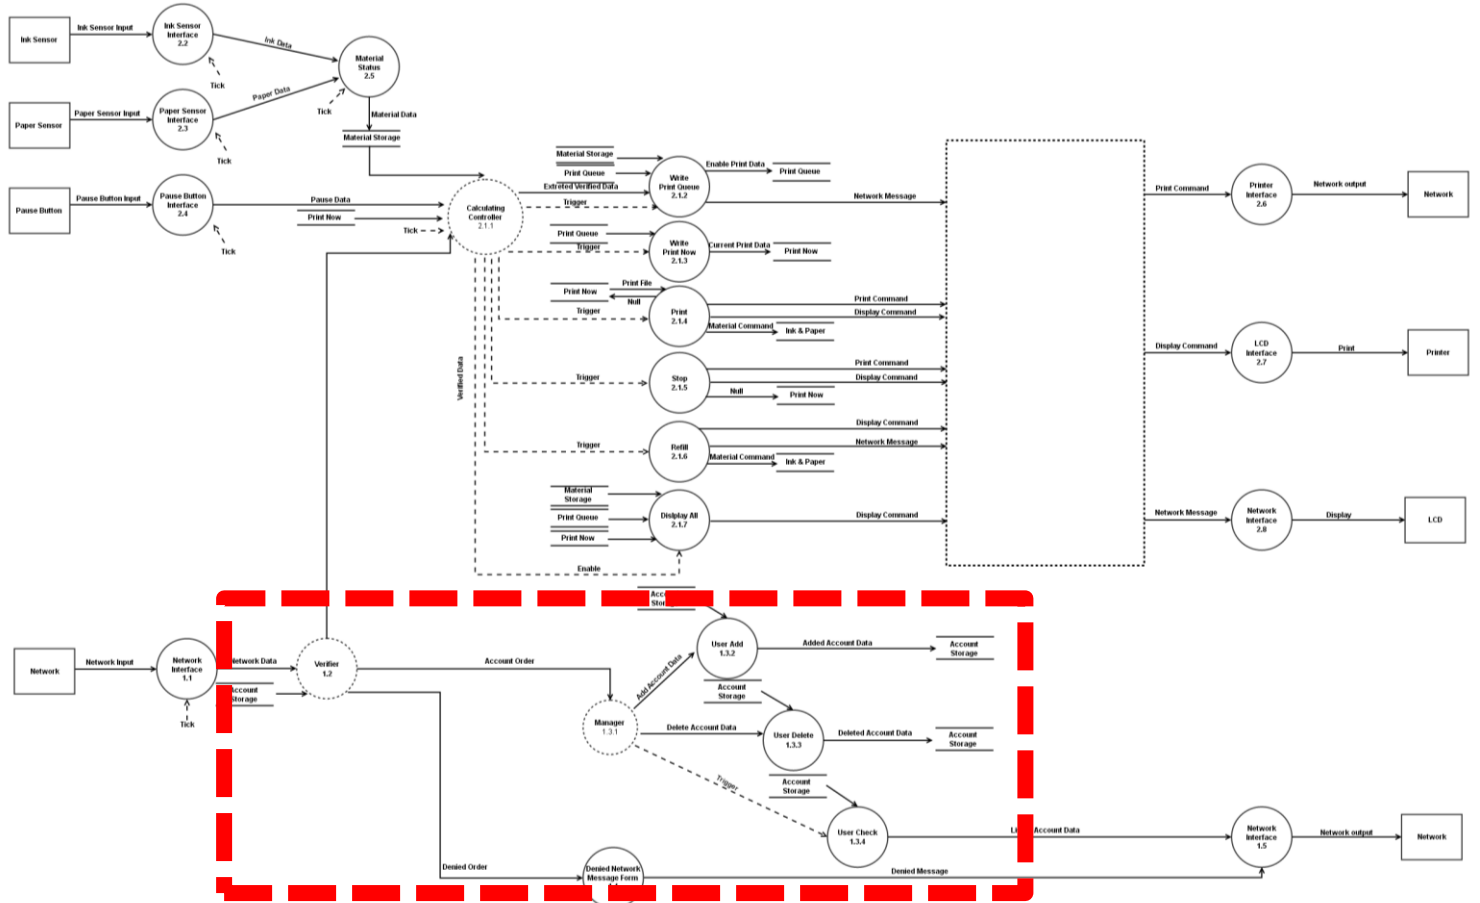 Ink Sensor
Ink Sensor Input
Ink Sensor
Interface
2.2
Ink Data
Tick
Material
Status
2.5
Tick
Material Data
Material Storage
Paper Sensor
Paper Sensor Input
Paper Sensor
Interface
2.3
Paper Data
Tick
Pause Button
Pause Button Input
Pause Button
Interface
2.4
Tick
Pause Data
Print Now
Tick
Calculating
Controller
2.1.1
Material Storage
Print Queue
Extreted Verified Data
Trigger
Write
Print Queue
2.1.2
Enable Print Data
Print Queue
Network Message
Print Queue
Trigger
Write
Print Now
2.1.3
Current Print Data
Print Now
Print File
Print Now
Null
Trigger
Print
2.1.4
Print Command
Display Command
Material Command
Ink & Paper
Trigger
Stop
2.1.5
Print Command
Display Command
Null
Print Now
Trigger
Refill
2.1.6
Display Command
Network Message
Material Command
Ink & Paper
Material
Storage
Print Queue
Print Now
Dislplay All
2.1.7
Display Command
Enable
Verified Data
Print Command
Printer
Interface
2.6
Network output
Network
Display Command
LCD
Interface
2.7
Print
Printer
Network Message
Network
Interface
2.8
Display
LCD
Network
Network Input
Network
Interface
1.1
Tick
Network Data
Account
Storage
Verifier
1.2
Account Order
Manager
1.3.1
Add Account Data
User Add
1.3.2
Added Account Data
Account
Storage
Account
Storage
Delete Account Data
User Delete
1.3.3
Deleted Account Data
Account
Storage
Account
Storage
Trigger
User Check
1.3.4
Account Data
Denied Order
Denied Network
Message Form
Denied Message
Network
Interface
1.5
Network output
Network